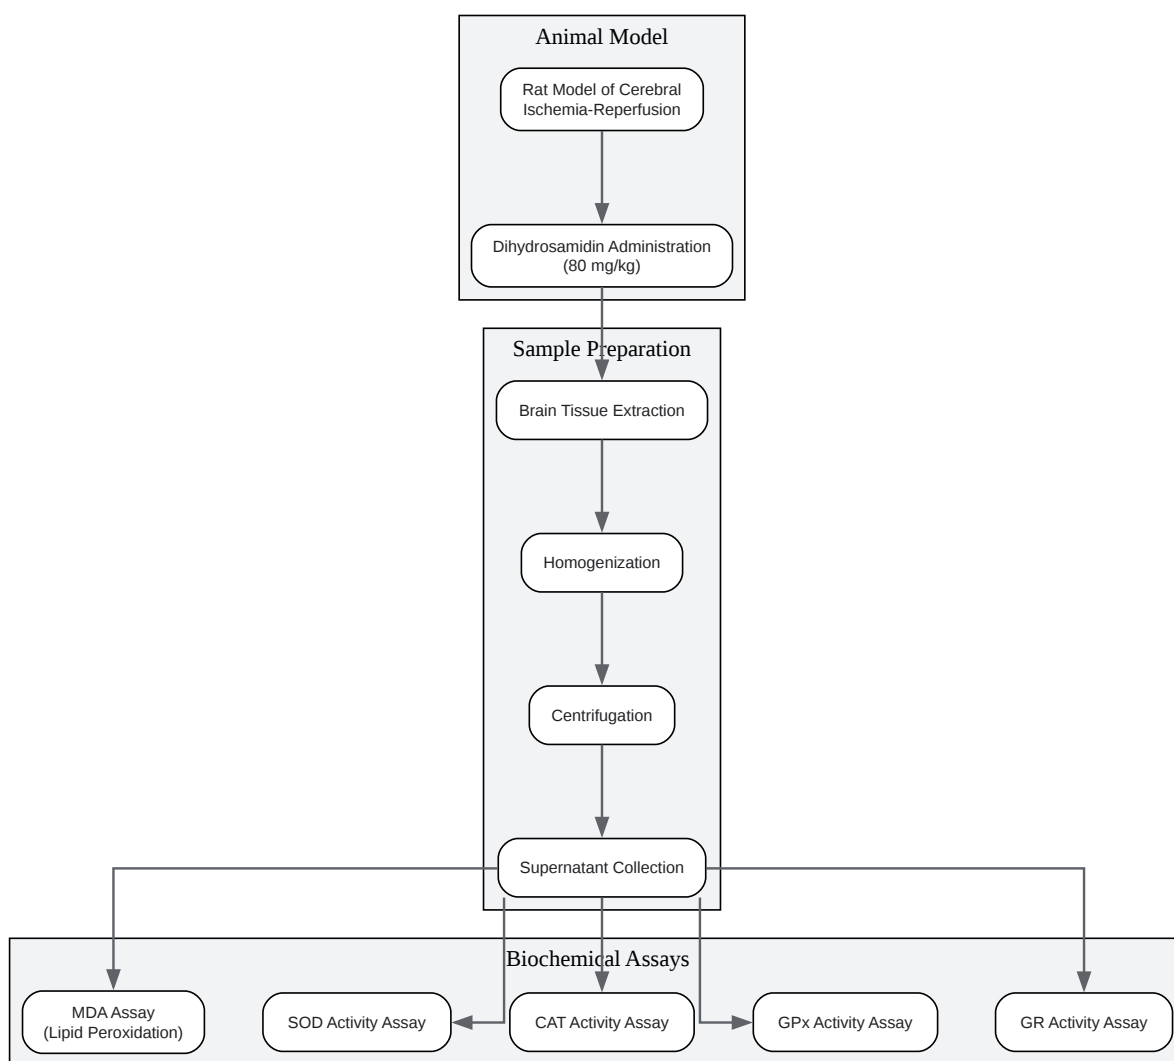 Animal Model
Rat Model of Cerebral
Ischemia-Reperfusion
Dihydrosamidin Administration
(80 mg/kg)
Sample Preparation
Brain Tissue Extraction
Homogenization
Centrifugation
Supernatant Collection
Biochemical Assays
MDA Assay
(Lipid Peroxidation)
SOD Activity Assay
CAT Activity Assay
GPx Activity Assay
GR Activity Assay